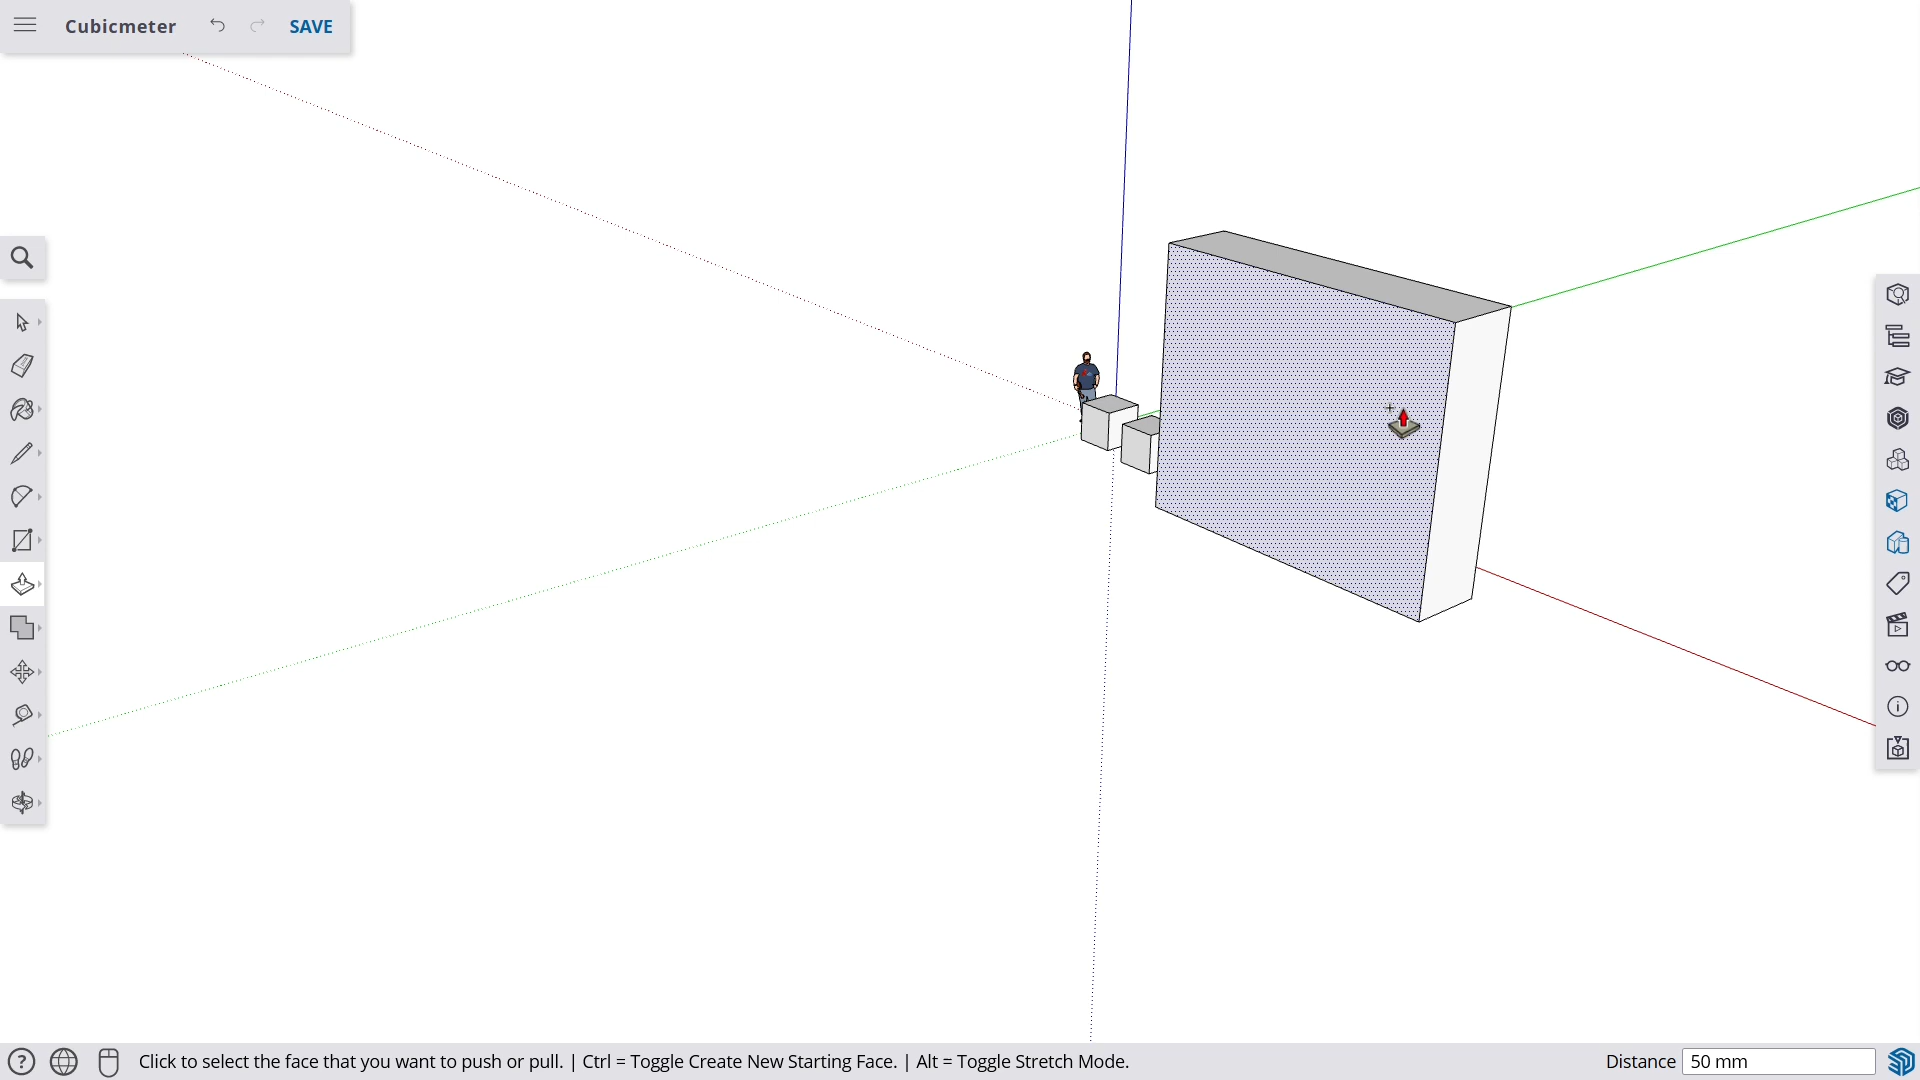 Cubicmeter SAVE
Click to select the face that you want to push or pull. | Ctrl = Toggle Create New Starting Face. | Alt = Toggle Stretch Mode. Distance 50 mm